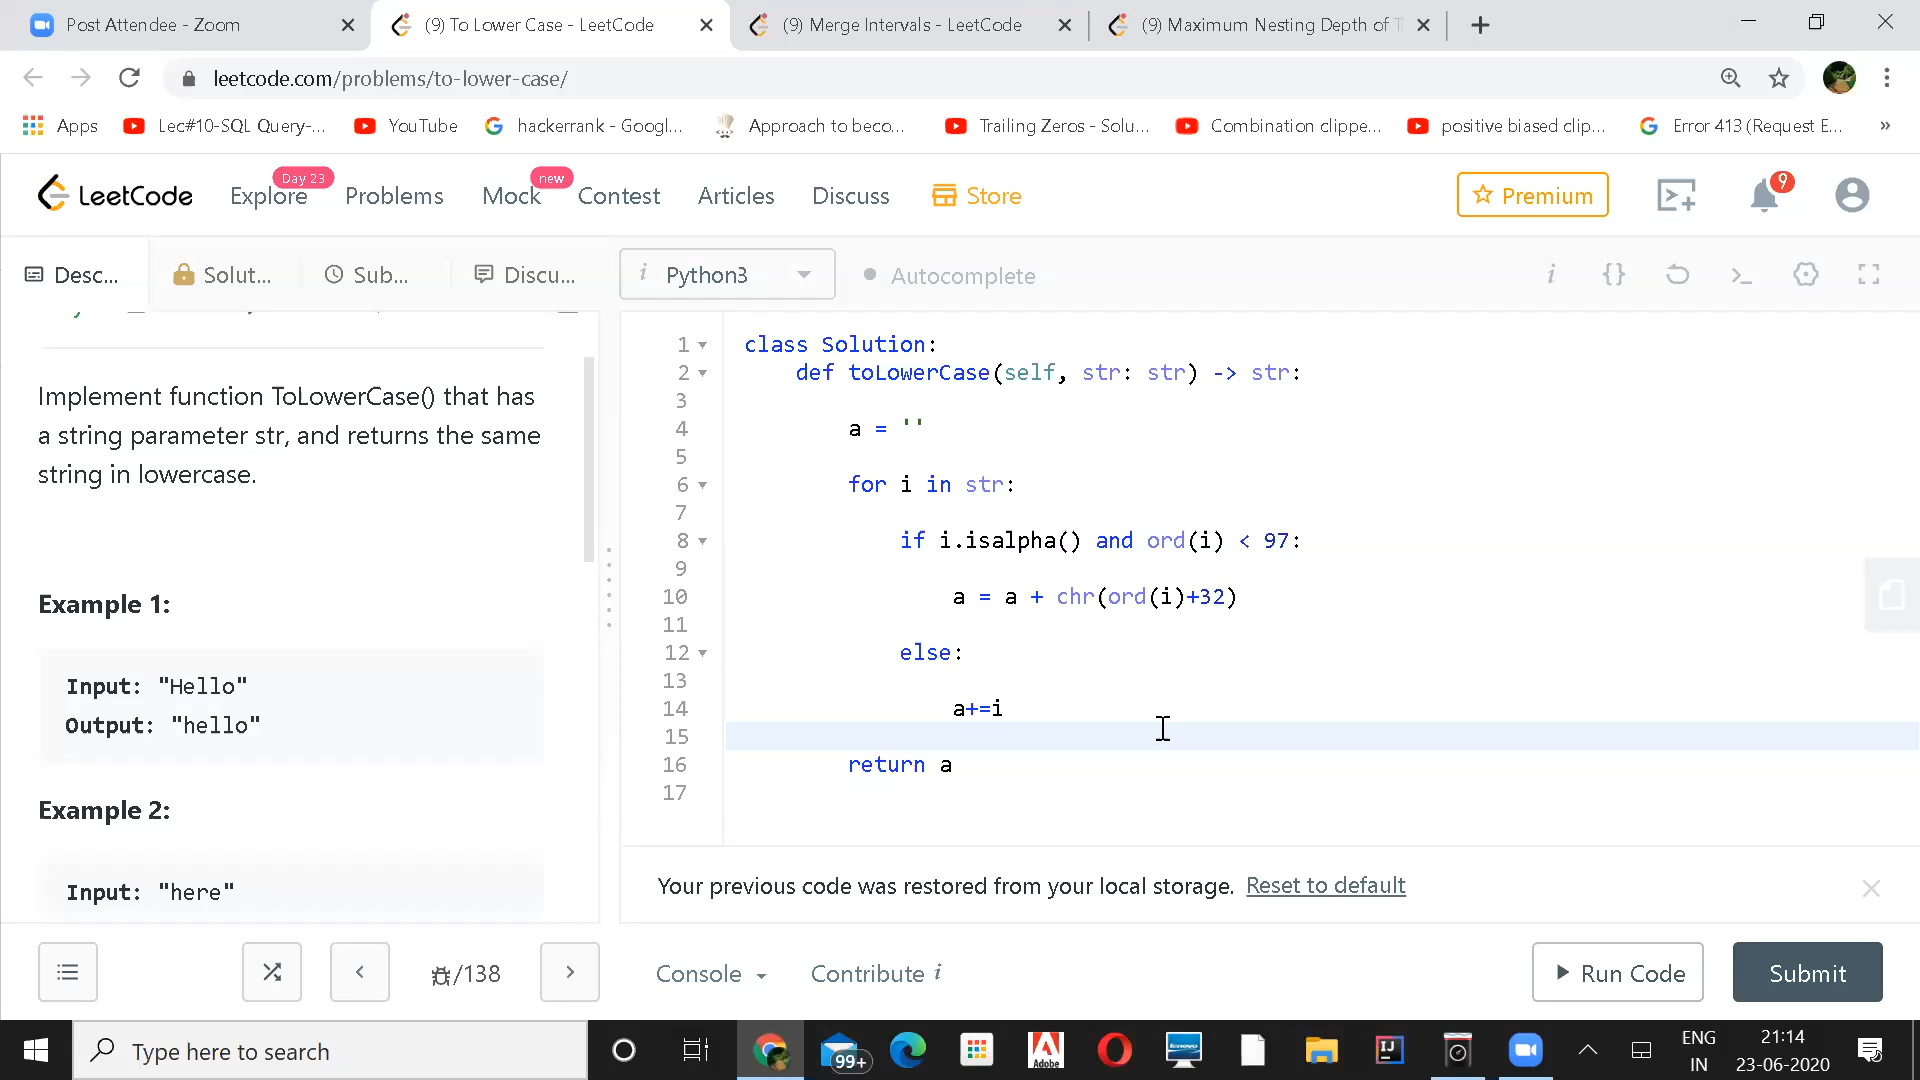 Post Attendee - Zoom
(9) To Lower Case - LeetCode
(9) Merge Intervals - LeetCode
(9) Maximum Nesting Depth of T
leetcode.com/problems/to-lower-case/
Apps
Lec#10-SQL Query-...
YouTube
hackerrank - Googl...
Approach to beco...
Trailing Zeros - Solu...
Combination clippe...
positive biased clip...
Error 413 (Request E...
»
LeetCode
Explore
Day 23
Problems
Mock
new
Contest
Articles
Discuss
Store
Premium
9
Desc...
Solut...
Sub...
Discu...
i Python3
Autocomplete
Implement function ToLowerCase() that has
a string parameter str, and returns the same
string in lowercase.
Example 1:
Input: "Hello"
Output: "hello"
Example 2:
Input: "here"
1 class Solution:
2 def toLowerCase(self, str: str) -> str:
3
4 a = ''
5
6 for i in str:
7
8 if i.isalpha() and ord(i) < 97:
9
10 a = a + chr(ord(i)+32)
11
12 else:
13
14 a+=i
15
16 return a
17
Your previous code was restored from your local storage. Reset to default
/138
Console
Contribute i
Run Code
Submit
Type here to search
99+
Adobe
IJ
ENG
IN
21:14
23-06-2020